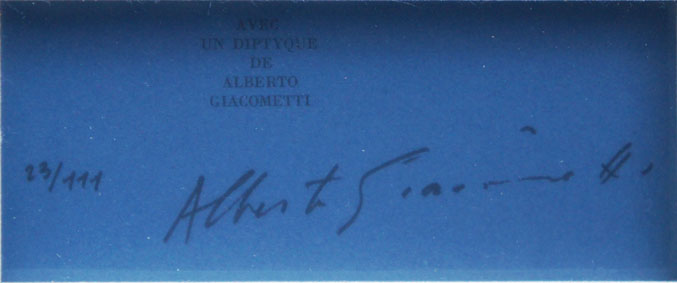 AVEC
UN DIPTYQUE
DE
ALBERTO
GIACOMETTI
23/111
Alberto Giacometti